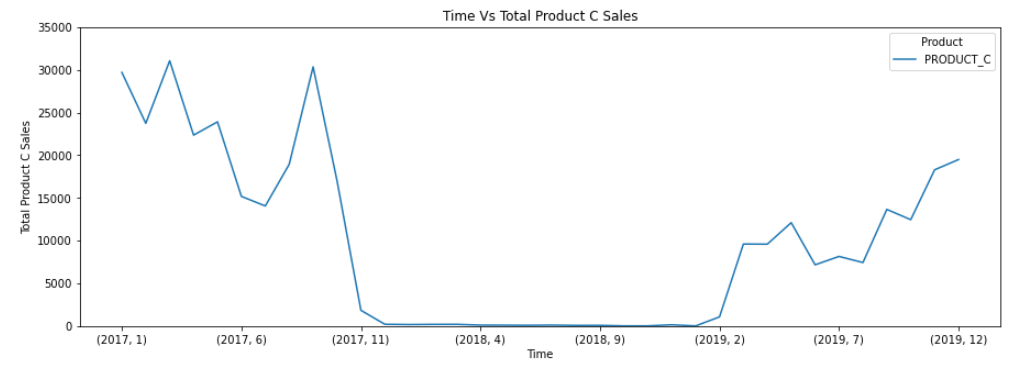 Time Vs Total Product C Sales
Product
PRODUCT_C
Total Product C Sales
35000
30000
25000
20000
15000
10000
5000
0
(2017, 1) (2017, 6) (2017, 11) (2018, 4) (2018, 9) (2019, 2) (2019, 7) (2019, 12)
Time